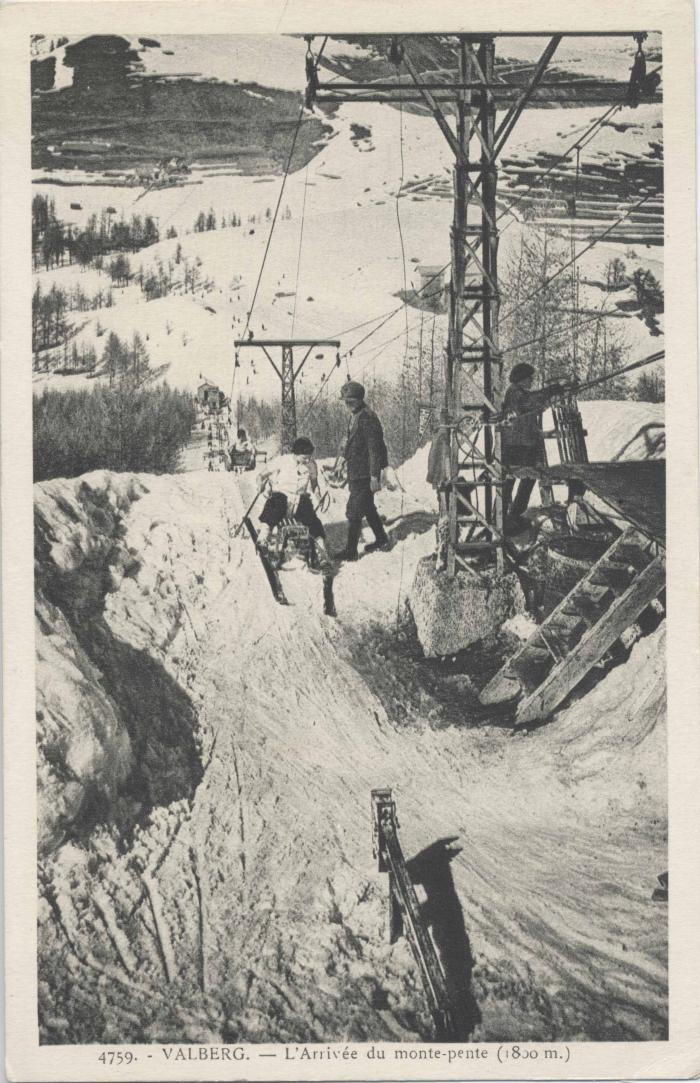 4759. - VALBERG. — L'Arrivée du monte-pente (1800 m.)